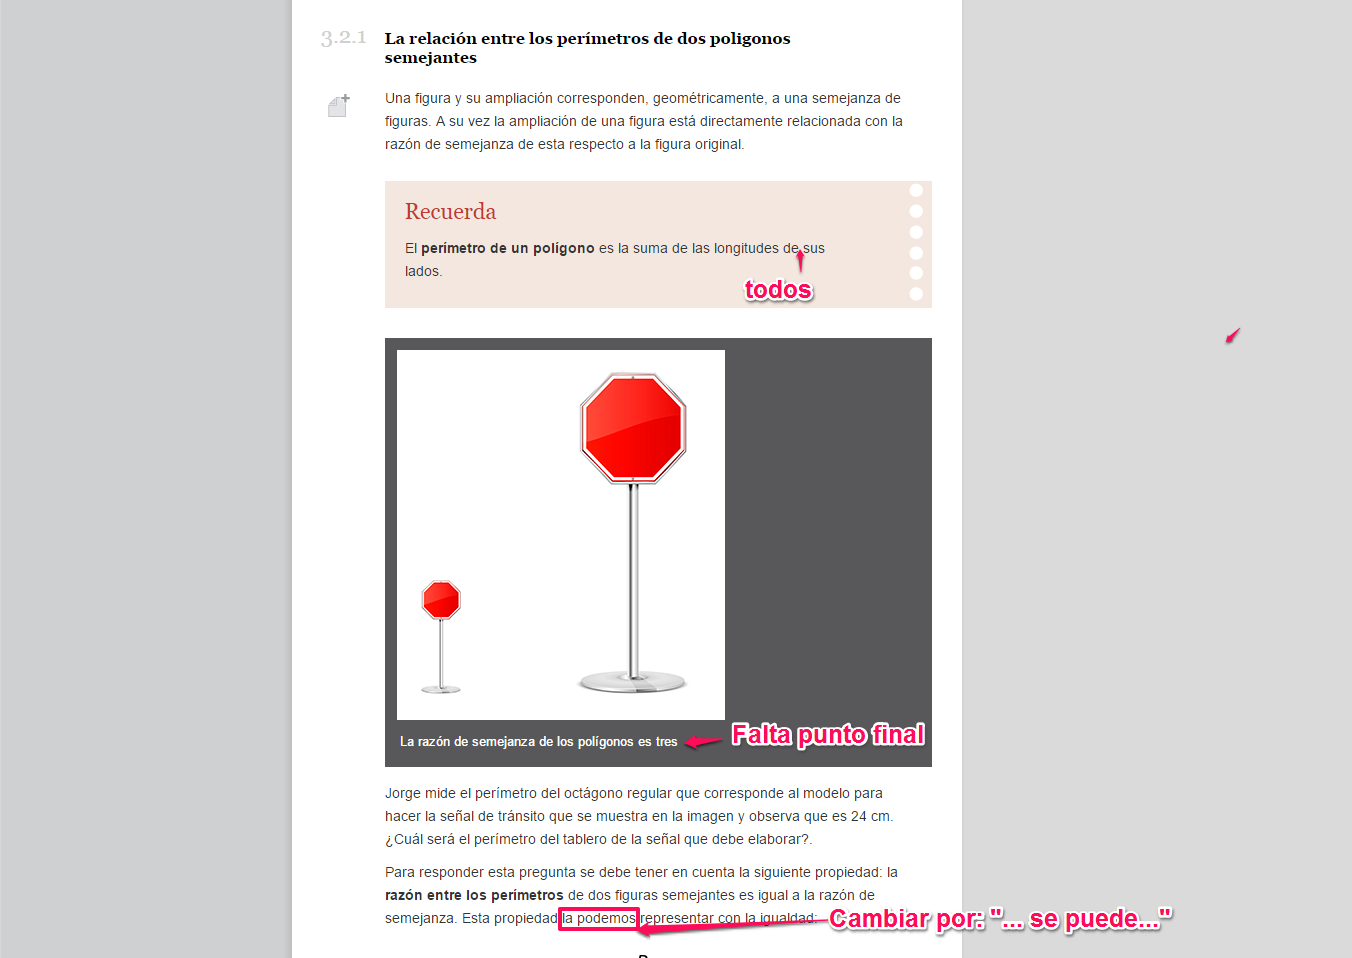 3.2.1 La relación entre los perímetros de dos poligonos
semejantes
Una figura y su ampliación corresponden, geométricamente, a una semejanza de
figuras. A su vez la ampliación de una figura está directamente relacionada con la
razón de semejanza de esta respecto a la figura original.
Recuerda
El perímetro de un polígono es la suma de las longitudes de sus
lados.
todos
La razón de semejanza de los polígonos es tres
Falta punto final
Jorge mide el perímetro del octágono regular que corresponde al modelo para
hacer la señal de tránsito que se muestra en la imagen y observa que es 24 cm.
¿Cuál será el perímetro del tablero de la señal que debe elaborar?.
Para responder esta pregunta se debe tener en cuenta la siguiente propiedad: la
razón entre los perímetros de dos figuras semejantes es igual a la razón de
semejanza. Esta propiedad la podemos representar con la igualdad:
Cambiar por: "... se puede..."